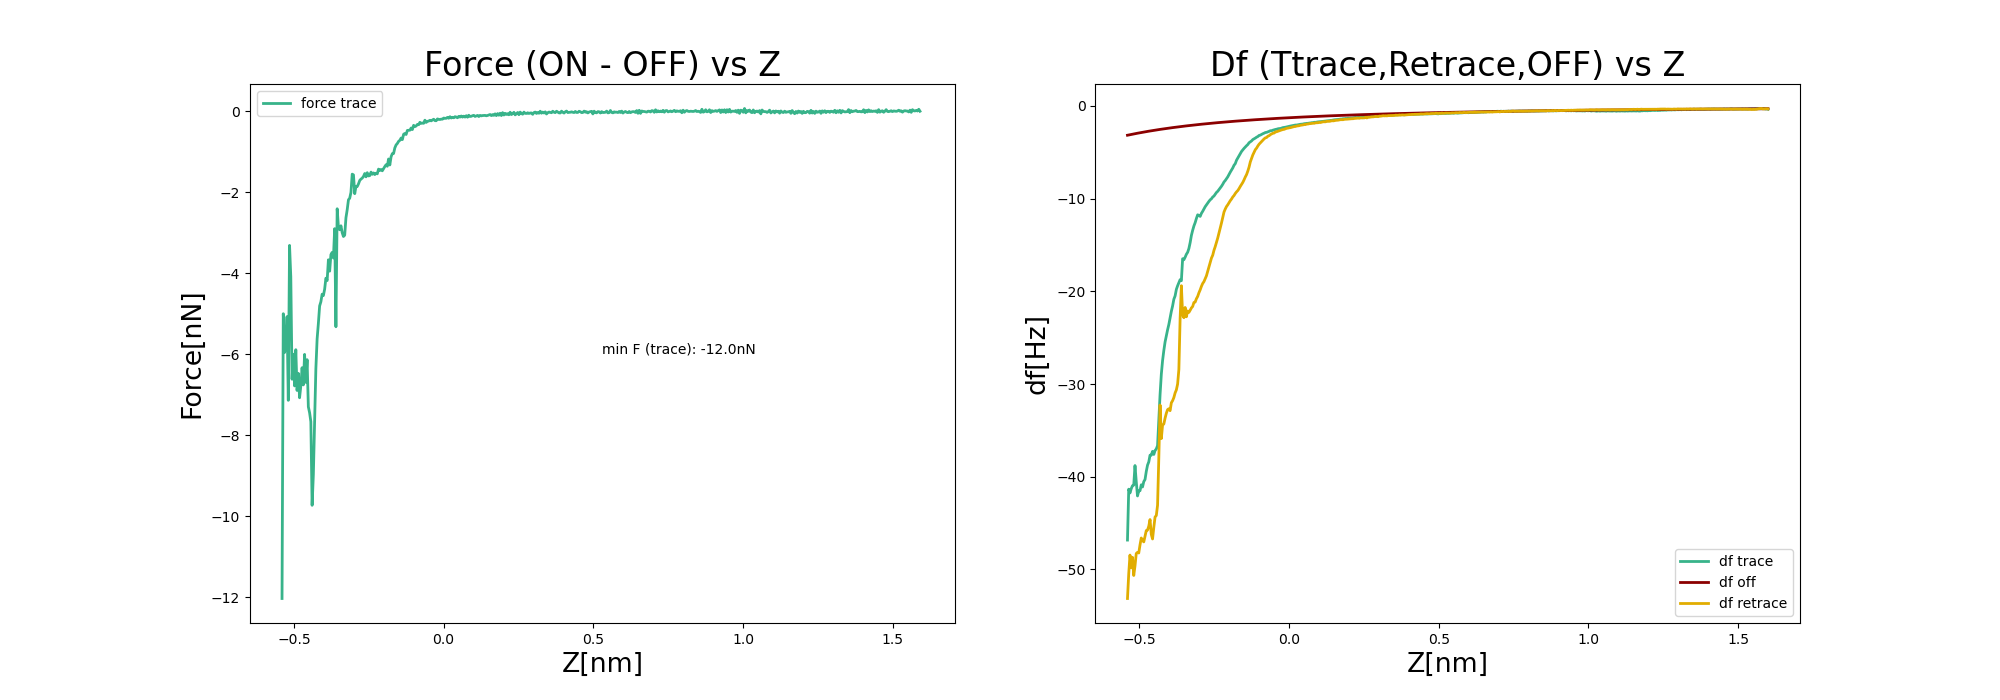 Force (ON - OFF) vs Z
force trace
0
−2
−4
−6
−8
−10
−12
Force[nN]
min F (trace): -12.0nN
−0.5 0.0 0.5 1.0 1.5
Z[nm]
Df (Ttrace,Retrace,OFF) vs Z
0
−10
−20
−30
−40
−50
df[Hz]
df trace
df off
df retrace
−0.5 0.0 0.5 1.0 1.5
Z[nm]